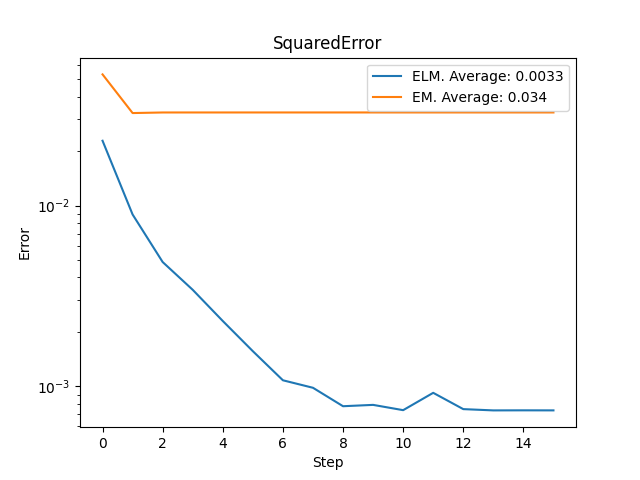 SquaredError
ELM. Average: 0.0033
EM. Average: 0.034
Error
10⁻²
10⁻³
0 2 4 6 8 10 12 14
Step